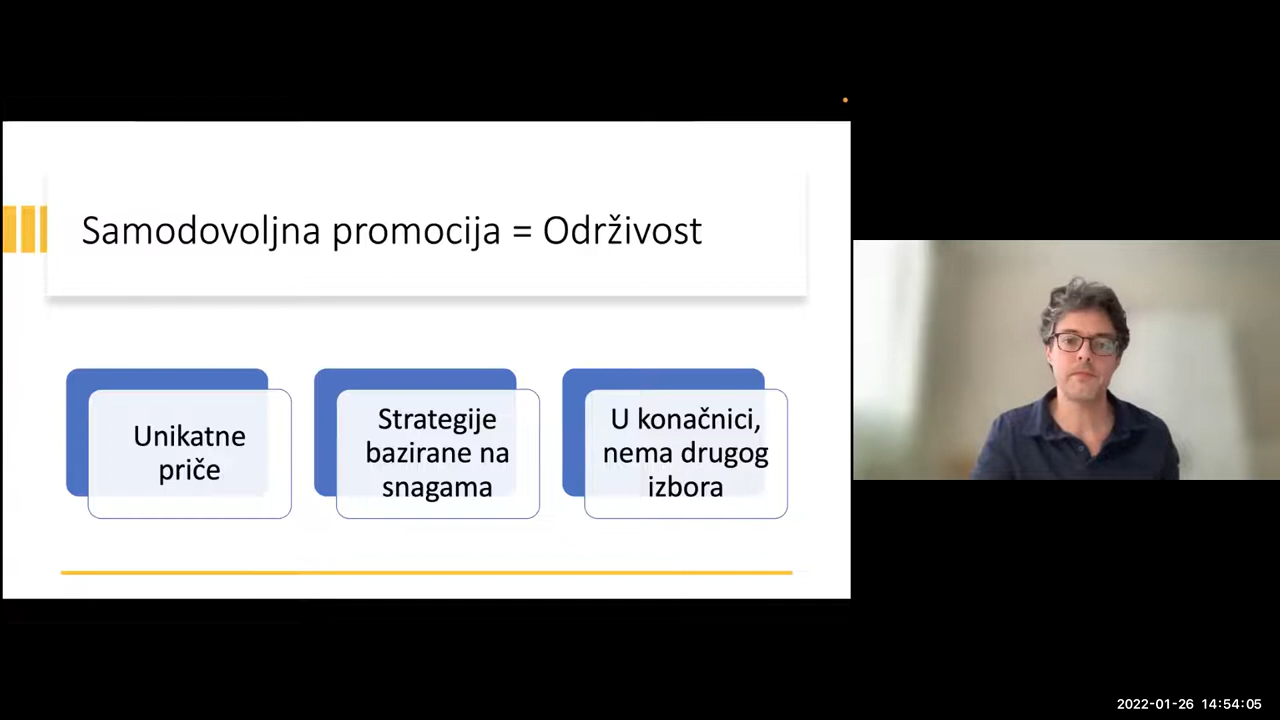 Samodovoljna promocija = Održivost
Unikatne
priče
Strategije
bazirane na
snagama
U konačnici,
nema drugog
izbora
2022-01-26 14:54:05